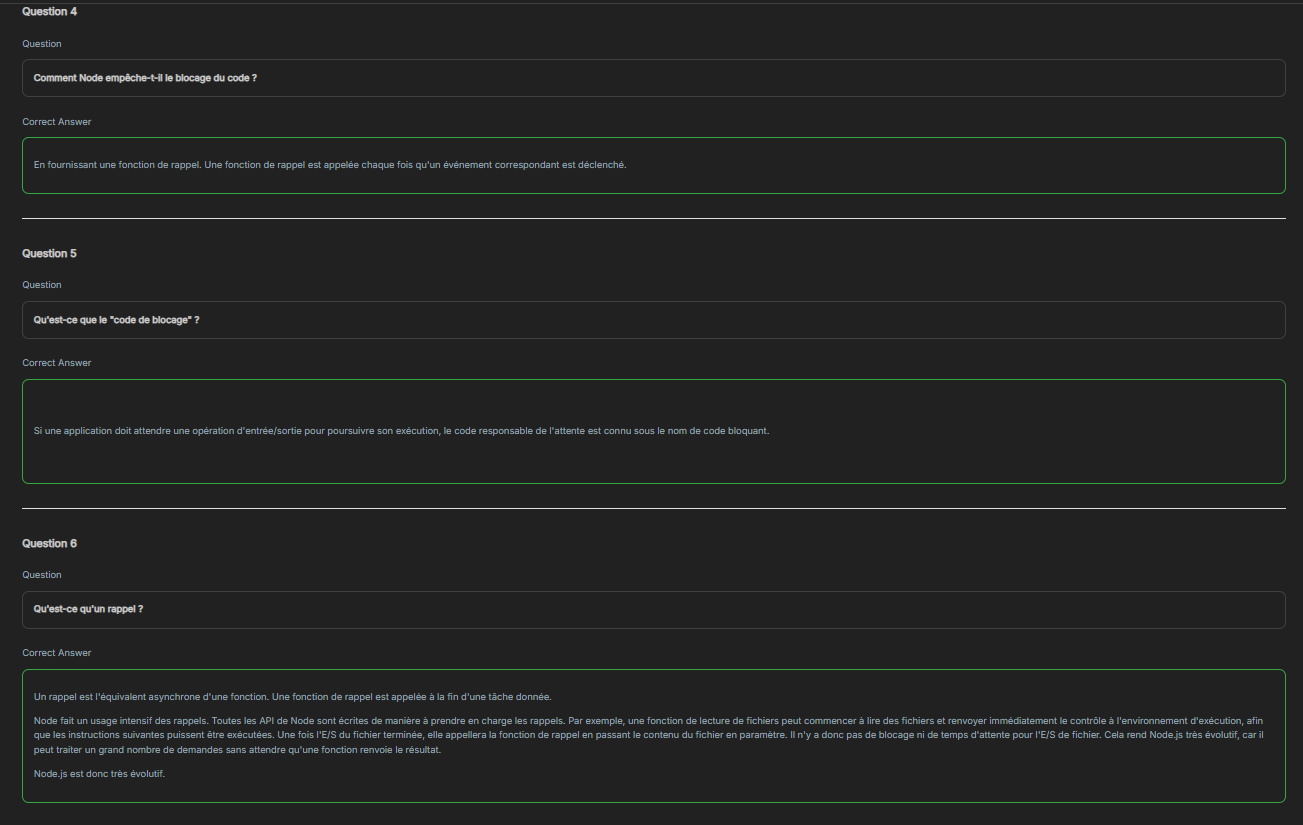 Question 4
Question
Comment Node empêche-t-il le blocage du code ?
Correct Answer
En fournissant une fonction de rappel. Une fonction de rappel est appelée chaque fois qu'un événement correspondant est déclenché.
Question 5
Question
Qu'est-ce que le "code de blocage" ?
Correct Answer
Si une application doit attendre une opération d'entrée/sortie pour poursuivre son exécution, le code responsable de l'attente est connu sous le nom de code bloquant.
Question 6
Question
Qu'est-ce qu'un rappel ?
Correct Answer
Un rappel est l'équivalent asynchrone d'une fonction. Une fonction de rappel est appelée à la fin d'une tâche donnée.
Node fait un usage intensif des rappels. Toutes les API de Node sont écrites de manière à prendre en charge les rappels. Par exemple, une fonction de lecture de fichiers peut commencer à lire des fichiers et renvoyer immédiatement le contrôle à l'environnement d'exécution, afin
que les instructions suivantes puissent être exécutées. Une fois l'E/S du fichier terminée, elle appellera la fonction de rappel en passant le contenu du fichier en paramètre. Il n'y a donc pas de blocage ni de temps d'attente pour l'E/S de fichier. Cela rend Node.js très évolutif, car il
peut traiter un grand nombre de demandes sans attendre qu'une fonction renvoie le résultat.
Node.js est donc très évolutif.